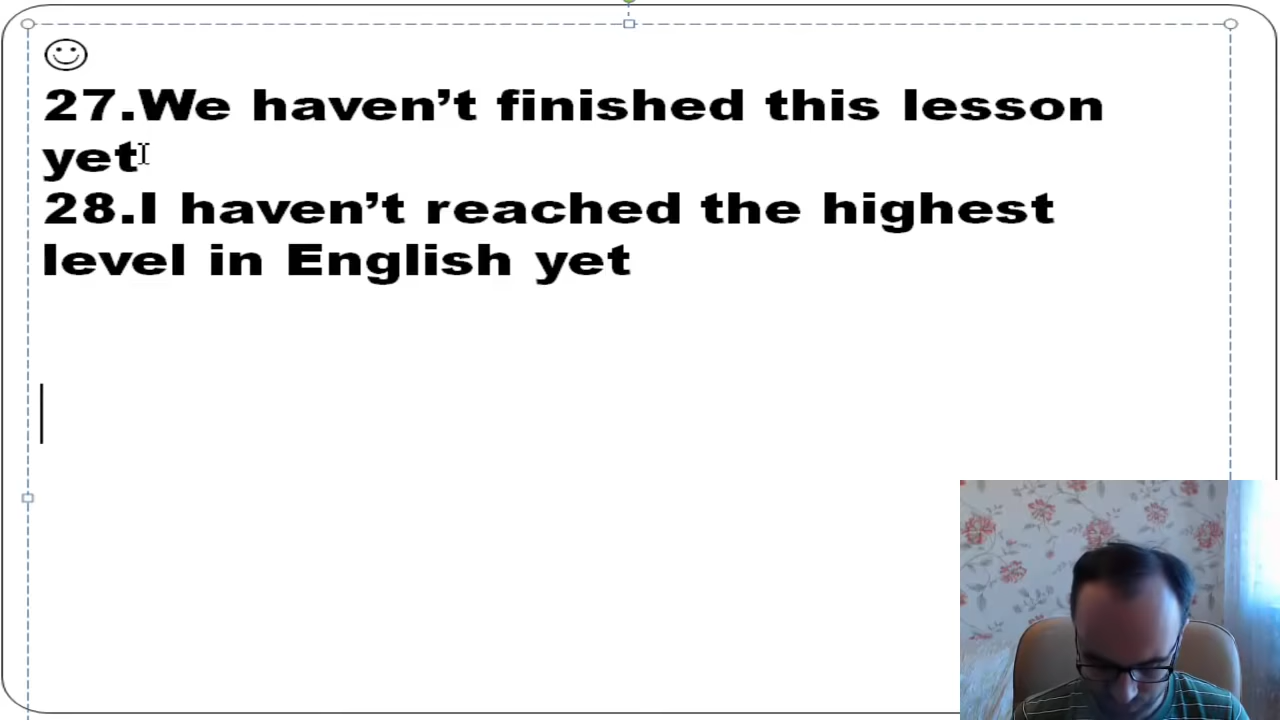 27.We haven’t finished this lesson
yet
28.I haven’t reached the highest
level in English yet